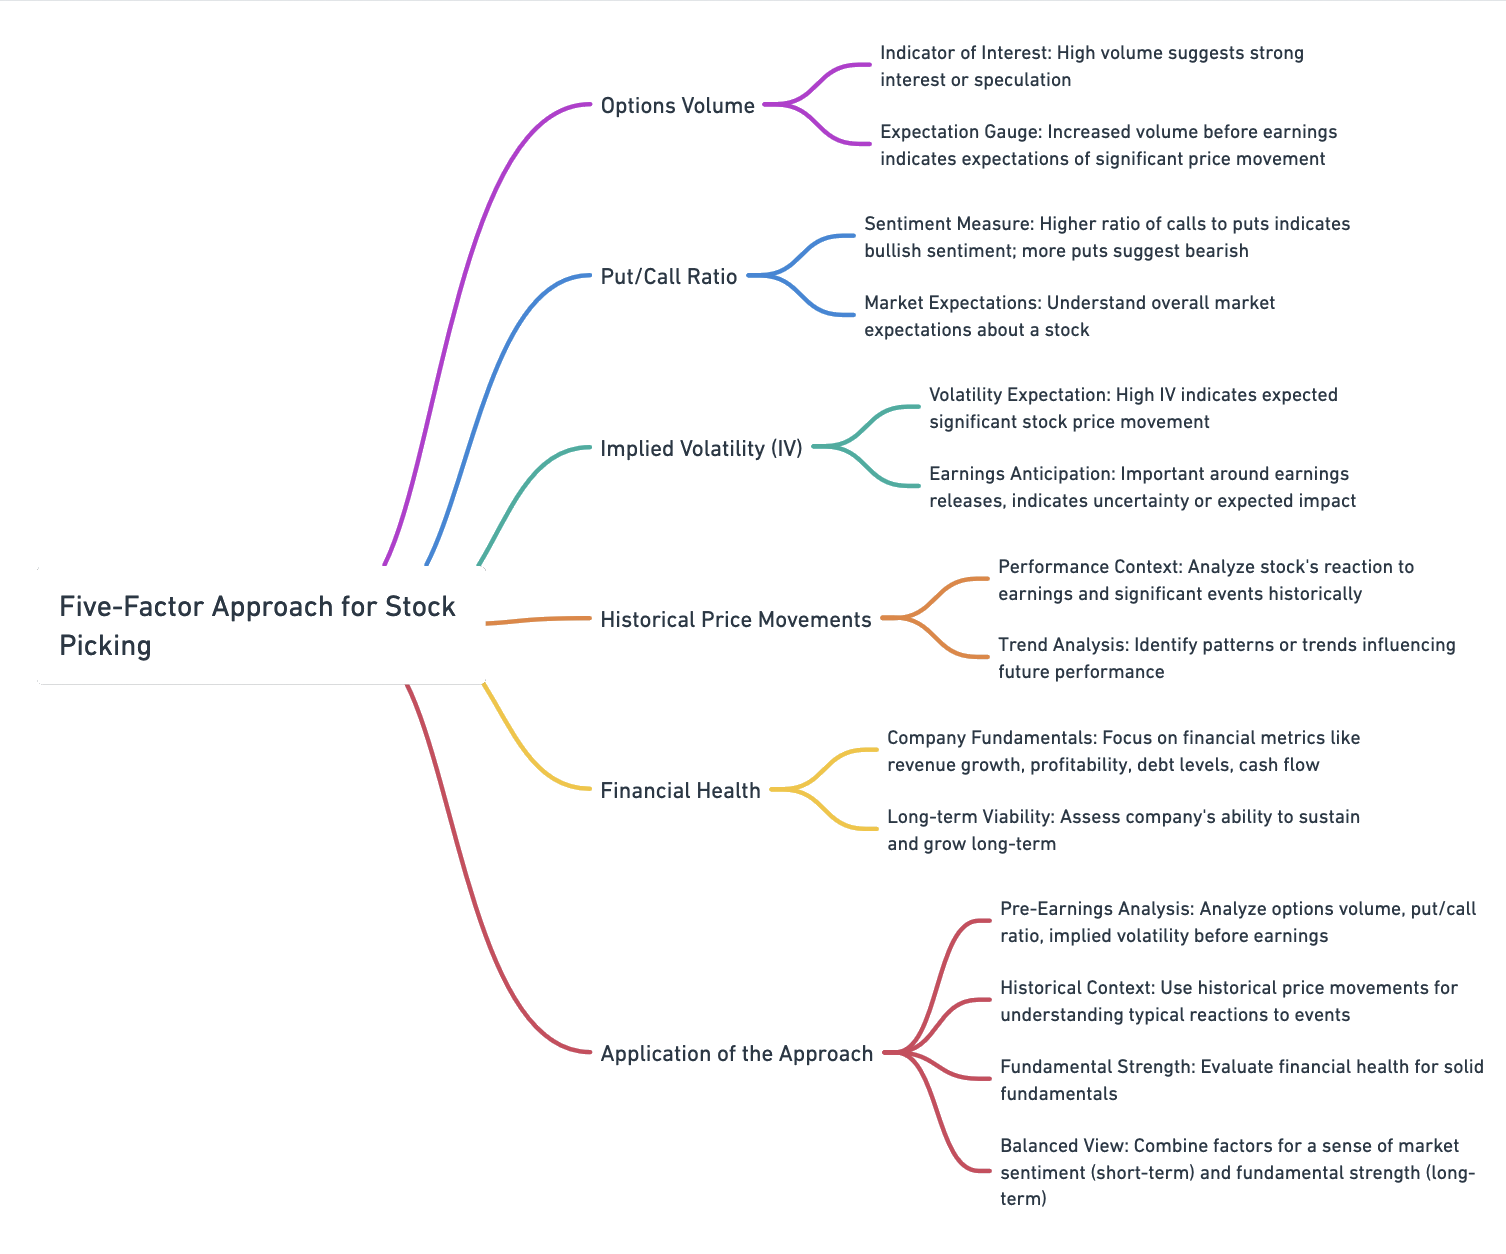 Five-Factor Approach for Stock
Picking
Options Volume
Indicator of Interest: High volume suggests strong
interest or speculation
Expectation Gauge: Increased volume before earnings
indicates expectations of significant price movement
Put/Call Ratio
Sentiment Measure: Higher ratio of calls to puts indicates
bullish sentiment; more puts suggest bearish
Market Expectations: Understand overall market
expectations about a stock
Implied Volatility (IV)
Volatility Expectation: High IV indicates expected
significant stock price movement
Earnings Anticipation: Important around earnings
releases, indicates uncertainty or expected impact
Historical Price Movements
Performance Context: Analyze stock's reaction to
earnings and significant events historically
Trend Analysis: Identify patterns or trends influencing
future performance
Financial Health
Company Fundamentals: Focus on financial metrics like
revenue growth, profitability, debt levels, cash flow
Long-term Viability: Assess company's ability to sustain
and grow long-term
Application of the Approach
Pre-Earnings Analysis: Analyze options volume, put/call
ratio, implied volatility before earnings
Historical Context: Use historical price movements for
understanding typical reactions to events
Fundamental Strength: Evaluate financial health for solid
fundamentals
Balanced View: Combine factors for a sense of market
sentiment (short-term) and fundamental strength (long-
term)